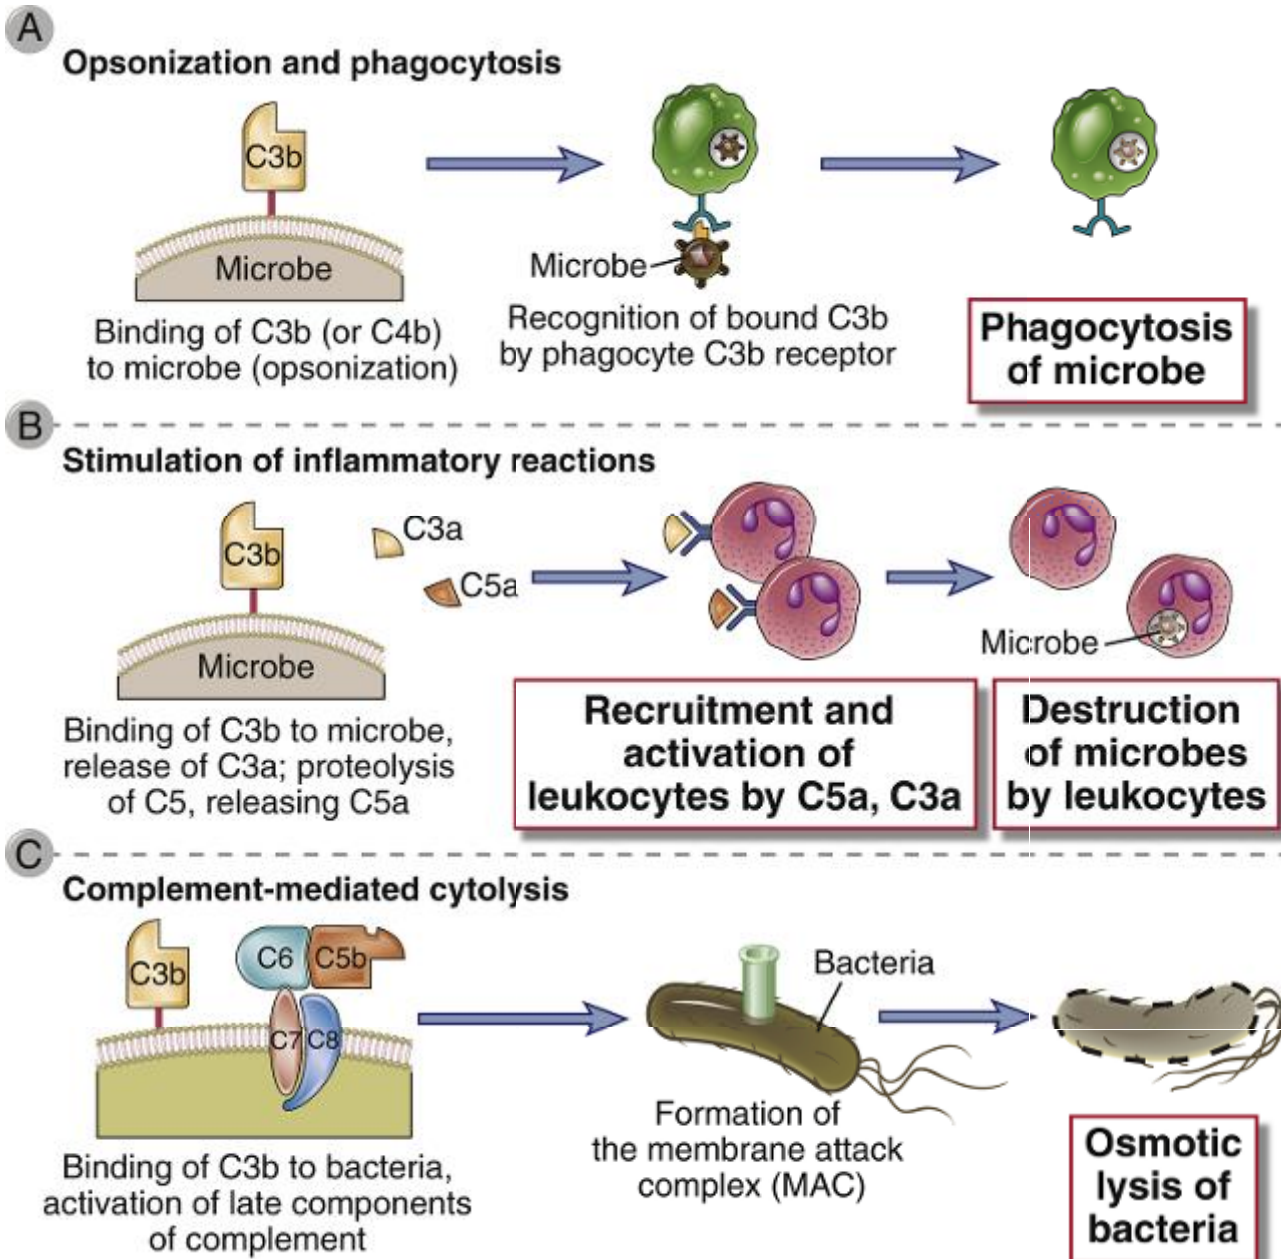 A
Opsonization and phagocytosis
C3b
Microbe
Binding of C3b (or C4b)
to microbe (opsonization)
Microbe
Recognition of bound C3b
by phagocyte C3b receptor
Phagocytosis
of microbe
B
Stimulation of inflammatory reactions
C3b
C3a
C5a
Microbe
Binding of C3b to microbe,
release of C3a; proteolysis
of C5, releasing C5a
Recruitment and
activation of
leukocytes by C5a, C3a
Microbe
Destruction
of microbes
by leukocytes
C
Complement-mediated cytolysis
C3b
C6
C5b
C7
C8
Binding of C3b to bacteria,
activation of late components
of complement
Bacteria
Formation of
the membrane attack
complex (MAC)
Osmotic
lysis of
bacteria